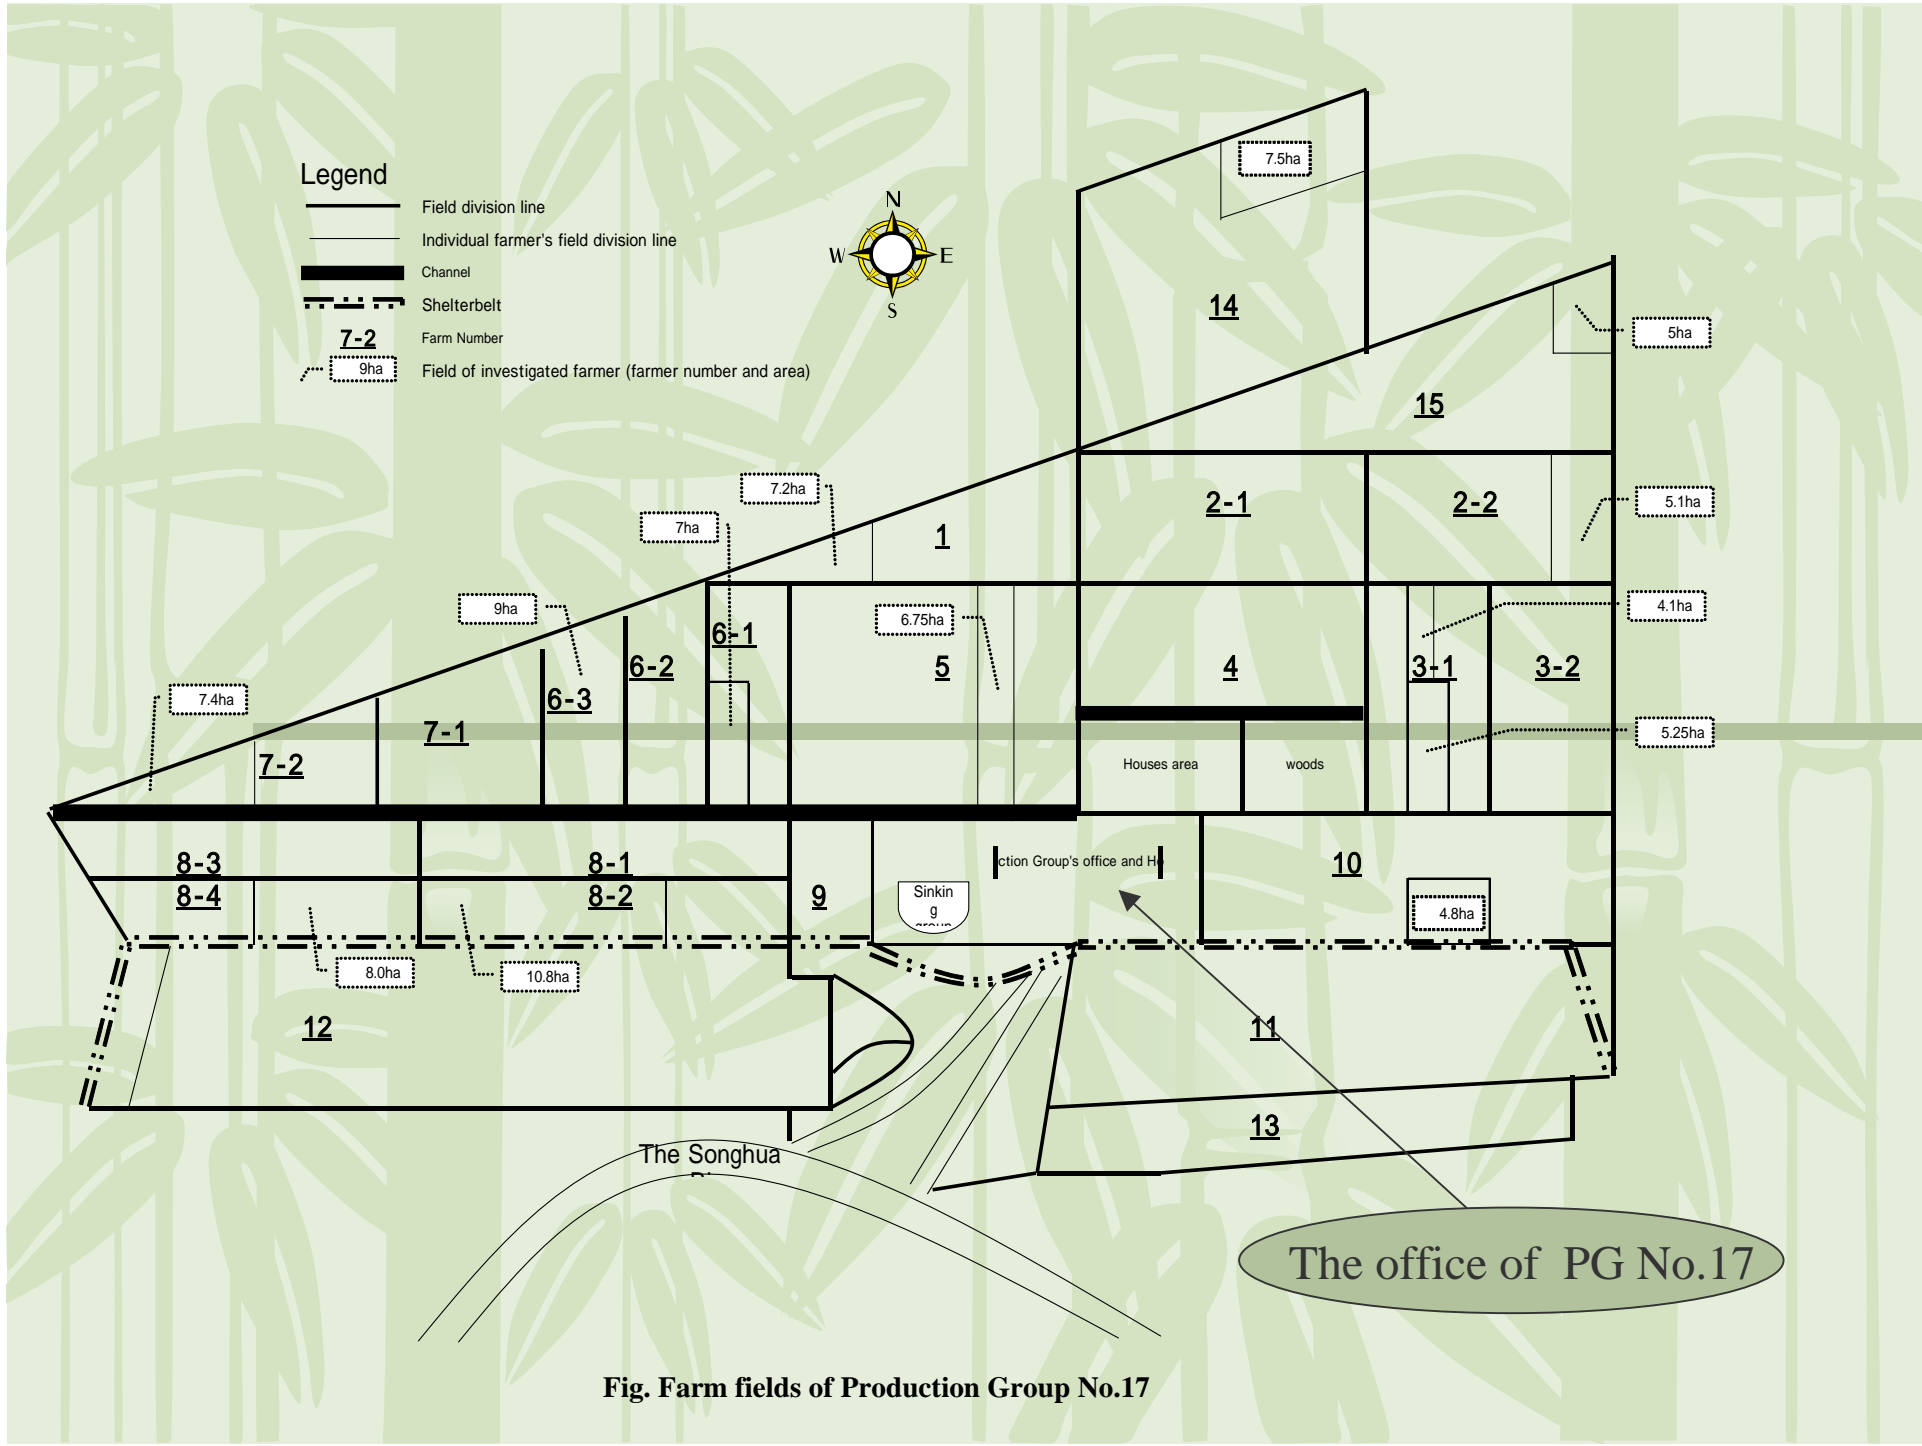 7.5ha
Legend
Field division line
Individual farmer's field division line
Channel
Shelterbelt
7-2 Farm Number
9ha Field of investigated farmer (farmer number and area)
N
W E
S
14
5ha
15
7.2ha
2-1
2-2
5.1ha
7ha
1
9ha
6.75ha
4.1ha
6-1
6-2
5
4
3-1
3-2
6-3
7.4ha
7-1
5.25ha
7-2
Houses area
woods
8-3
8-1
ction Group's office and Ho
10
8-4
8-2
9
Sinkin
g
4.8ha
8.0ha
10.8ha
12
11
13
The Songhua
The office of PG No.17
Fig. Farm fields of Production Group No.17